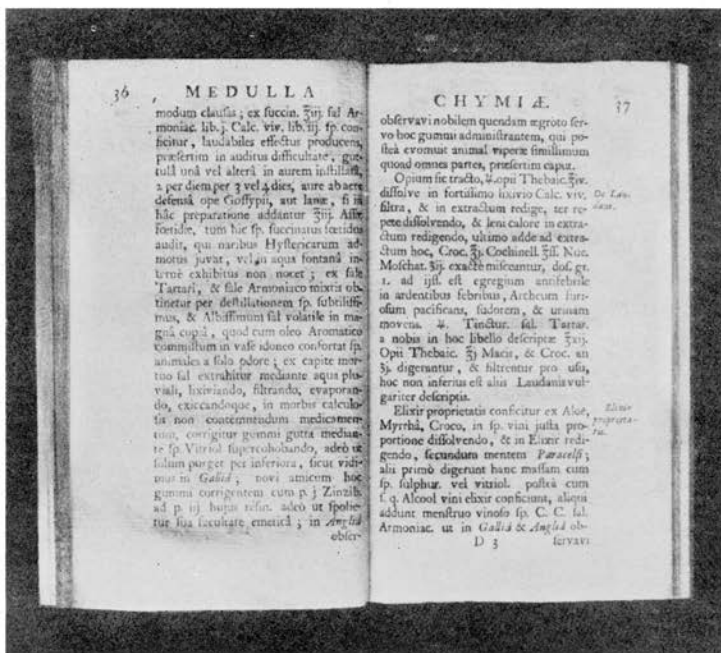 36 MEDULLA
modum clausas; ex succin. ℥iij. sal Ar-
moniac. lib. j. Calc. viv. lib. iij. sp. con-
ficitur, laudabiles effectus producens,
præsertim in auditus difficultate, gut-
tulâ unâ vel alterâ in aurem instillatâ,
2 per diem per 3 vel 4 dies, aure ab aere
defensâ ope Gossypii, aut lanæ, si in
hâc preparatione addantur ℥iij. Assæ
fœtidæ, tum hic sp. succinatus fœtidus
audit, qui naribus Hystericarum ad-
motus juvat, vel in aqua fontanâ in-
ternè exhibitus non nocet; ex sale
Tartari, & sale Armoniaco mixtis ob-
tinetur per destillationem sp. subtilissi-
mus, & Albissimum sal volatile in ma-
gnâ copiâ, quod cum oleo Aromatico
commistum in vase idoneo confortat sp.
animales a solo odore; ex capite mor-
tuo sal extrahitur mediante aqua plu-
viali, lixiviando, filtrando, evaporan-
do, exiccandoque, in morbis calculo-
sis non contemnendum medicamen-
tum, corrigitur gummi gutta median-
te sp. Vitriol supercohobando, adeò ut
solum purget per inferiora, sicut vidi-
mus in Galliâ; novi amicum hoc
gummi corrigentem cum p. j Zinzib.
ad p. iij hujus resin. adeò ut spolie-
tur sua facultate emeticâ; in Angliâ
obser-
CHYMIÆ 37
observavi nobilem quendam ægroto ser-
vo hoc gummi administrantem, qui po-
steà evomuit animal viperæ simillimum
quoad omnes partes, præsertim caput.
Opium sic tracto, ♃. opii Thebaic. ℥iv.
dissolve in fortissimo lixivio Calc. viv.
De Lau-
dano.
filtra, & in extractum redige, ter re-
pete dissolvendo, & leni calore in extra-
ctum redigendo, ultimo adde ad extra-
ctum hoc, Croc. ℥j. Cochinell. ℥ss. Nuc.
Moschat. ʒij. exactè misceantur, dos. gr.
1. ad ijss. est egregium antifebrile
in ardentibus febribus, Archeum furi-
osum pacificans, sudorem, & urinam
movens. ♃. Tinctur. sal. Tartar.
a nobis in hoc libello descriptæ ℥xij.
Opii Thebaic. ℥j Macis, & Croc. an
ʒj. digerantur, & filtrentur pro usu,
hoc non inferius est aliis Laudanis vul-
gariter descriptis.
Elixir proprietatis conficitur ex Aloe,
Elixir
proprieta-
tis.
Myrrhâ, Croco, in sp. vini justa pro-
portione dissolvendo, & in Elixir redi-
gendo, secundum mentem Paracelsi;
alii primò digerunt hanc massam cum
sp. sulphur. vel vitriol. posteà cum
s. q. Alcool vini elixir conficiunt, aliqui
addunt menstruo vinoso sp. C. C. sal.
Armoniac. ut in Galliâ & Angliâ ob-
D 3 servavi